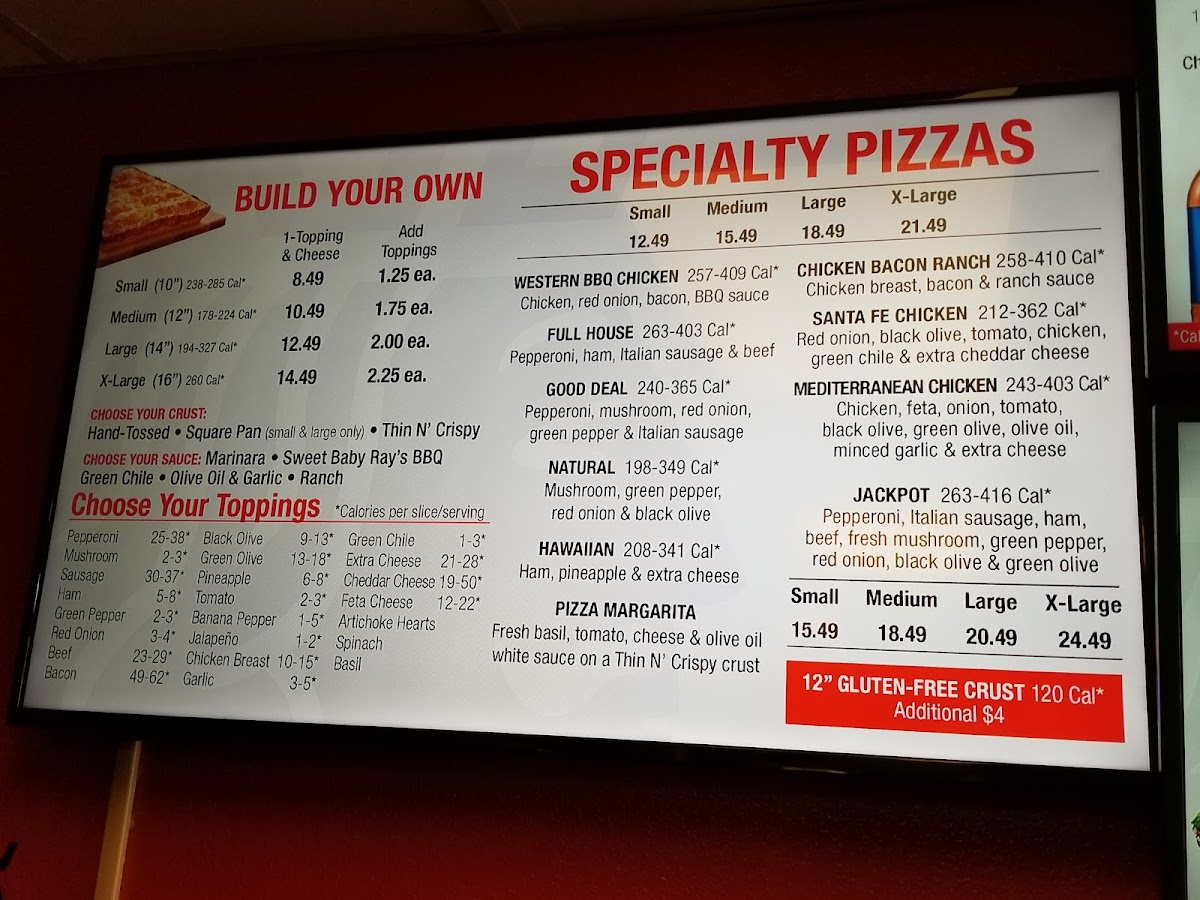 BUILD YOUR OWN
1-Topping & Cheese Add Toppings
Small (10") 238-285 Cal* 8.49 1.25 ea.
Medium (12") 178-224 Cal* 10.49 1.75 ea.
Large (14") 194-327 Cal* 12.49 2.00 ea.
X-Large (16") 260 Cal* 14.49 2.25 ea.
CHOOSE YOUR CRUST:
Hand-Tossed • Square Pan (small & large only) • Thin N' Crispy
CHOOSE YOUR SAUCE: Marinara • Sweet Baby Ray's BBQ
Green Chile • Olive Oil & Garlic • Ranch
Choose Your Toppings *Calories per slice/serving
Pepperoni 25-38*
Mushroom 2-3*
Sausage 30-37*
Ham 5-8*
Green Pepper 2-3*
Red Onion 3-4*
Beef 23-29*
Bacon 49-62*
Black Olive 9-13*
Green Olive 13-18*
Pineapple 6-8*
Tomato 2-3*
Banana Pepper 1-5*
Jalapeño 1-2*
Chicken Breast 10-15*
Garlic 3-5*
Green Chile 1-3*
Extra Cheese 21-28*
Cheddar Cheese 19-50*
Feta Cheese 12-22*
Artichoke Hearts
Spinach
Basil
SPECIALTY PIZZAS
Small Medium Large X-Large
12.49 15.49 18.49 21.49
WESTERN BBQ CHICKEN 257-409 Cal*
Chicken, red onion, bacon, BBQ sauce
FULL HOUSE 263-403 Cal*
Pepperoni, ham, Italian sausage & beef
GOOD DEAL 240-365 Cal*
Pepperoni, mushroom, red onion,
green pepper & Italian sausage
NATURAL 198-349 Cal*
Mushroom, green pepper,
red onion & black olive
HAWAIIAN 208-341 Cal*
Ham, pineapple & extra cheese
PIZZA MARGARITA
Fresh basil, tomato, cheese & olive oil
white sauce on a Thin N' Crispy crust
CHICKEN BACON RANCH 258-410 Cal*
Chicken breast, bacon & ranch sauce
SANTA FE CHICKEN 212-362 Cal*
Red onion, black olive, tomato, chicken,
green chile & extra cheddar cheese
MEDITERRANEAN CHICKEN 243-403 Cal*
Chicken, feta, onion, tomato,
black olive, green olive, olive oil,
minced garlic & extra cheese
JACKPOT 263-416 Cal*
Pepperoni, Italian sausage, ham,
beef, fresh mushroom, green pepper,
red onion, black olive & green olive
Small Medium Large X-Large
15.49 18.49 20.49 24.49
12" GLUTEN-FREE CRUST 120 Cal*
Additional $4